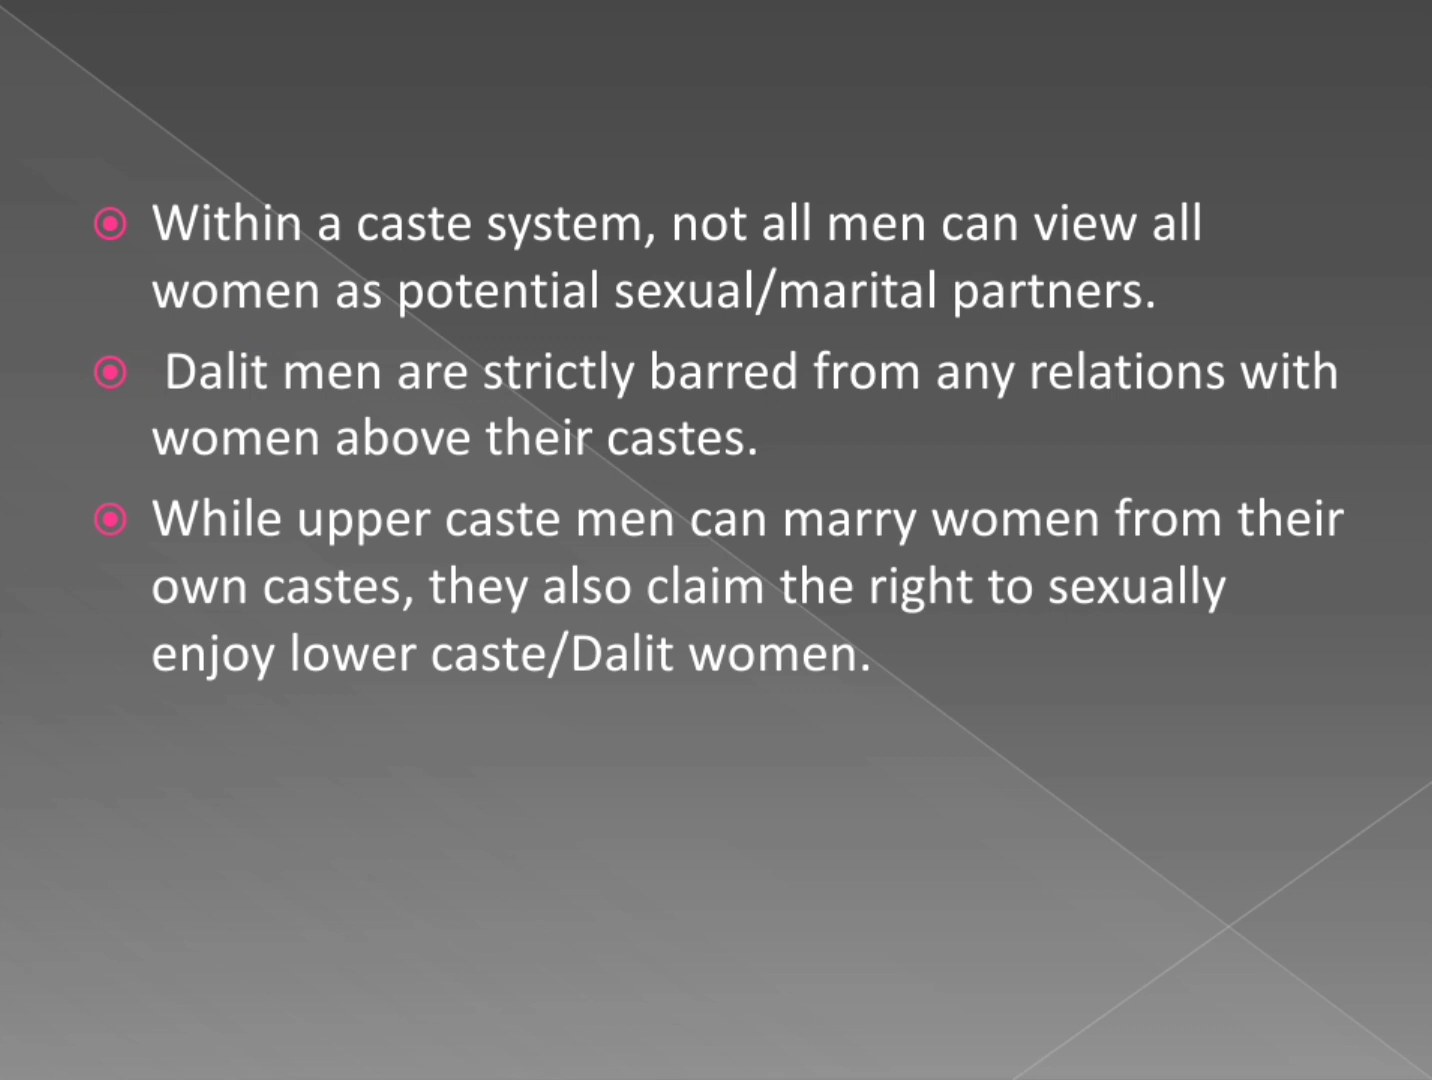 Within a caste system, not all men can view all
women as potential sexual/marital partners.
Dalit men are strictly barred from any relations with
women above their castes.
While upper caste men can marry women from their
own castes, they also claim the right to sexually
enjoy lower caste/Dalit women.